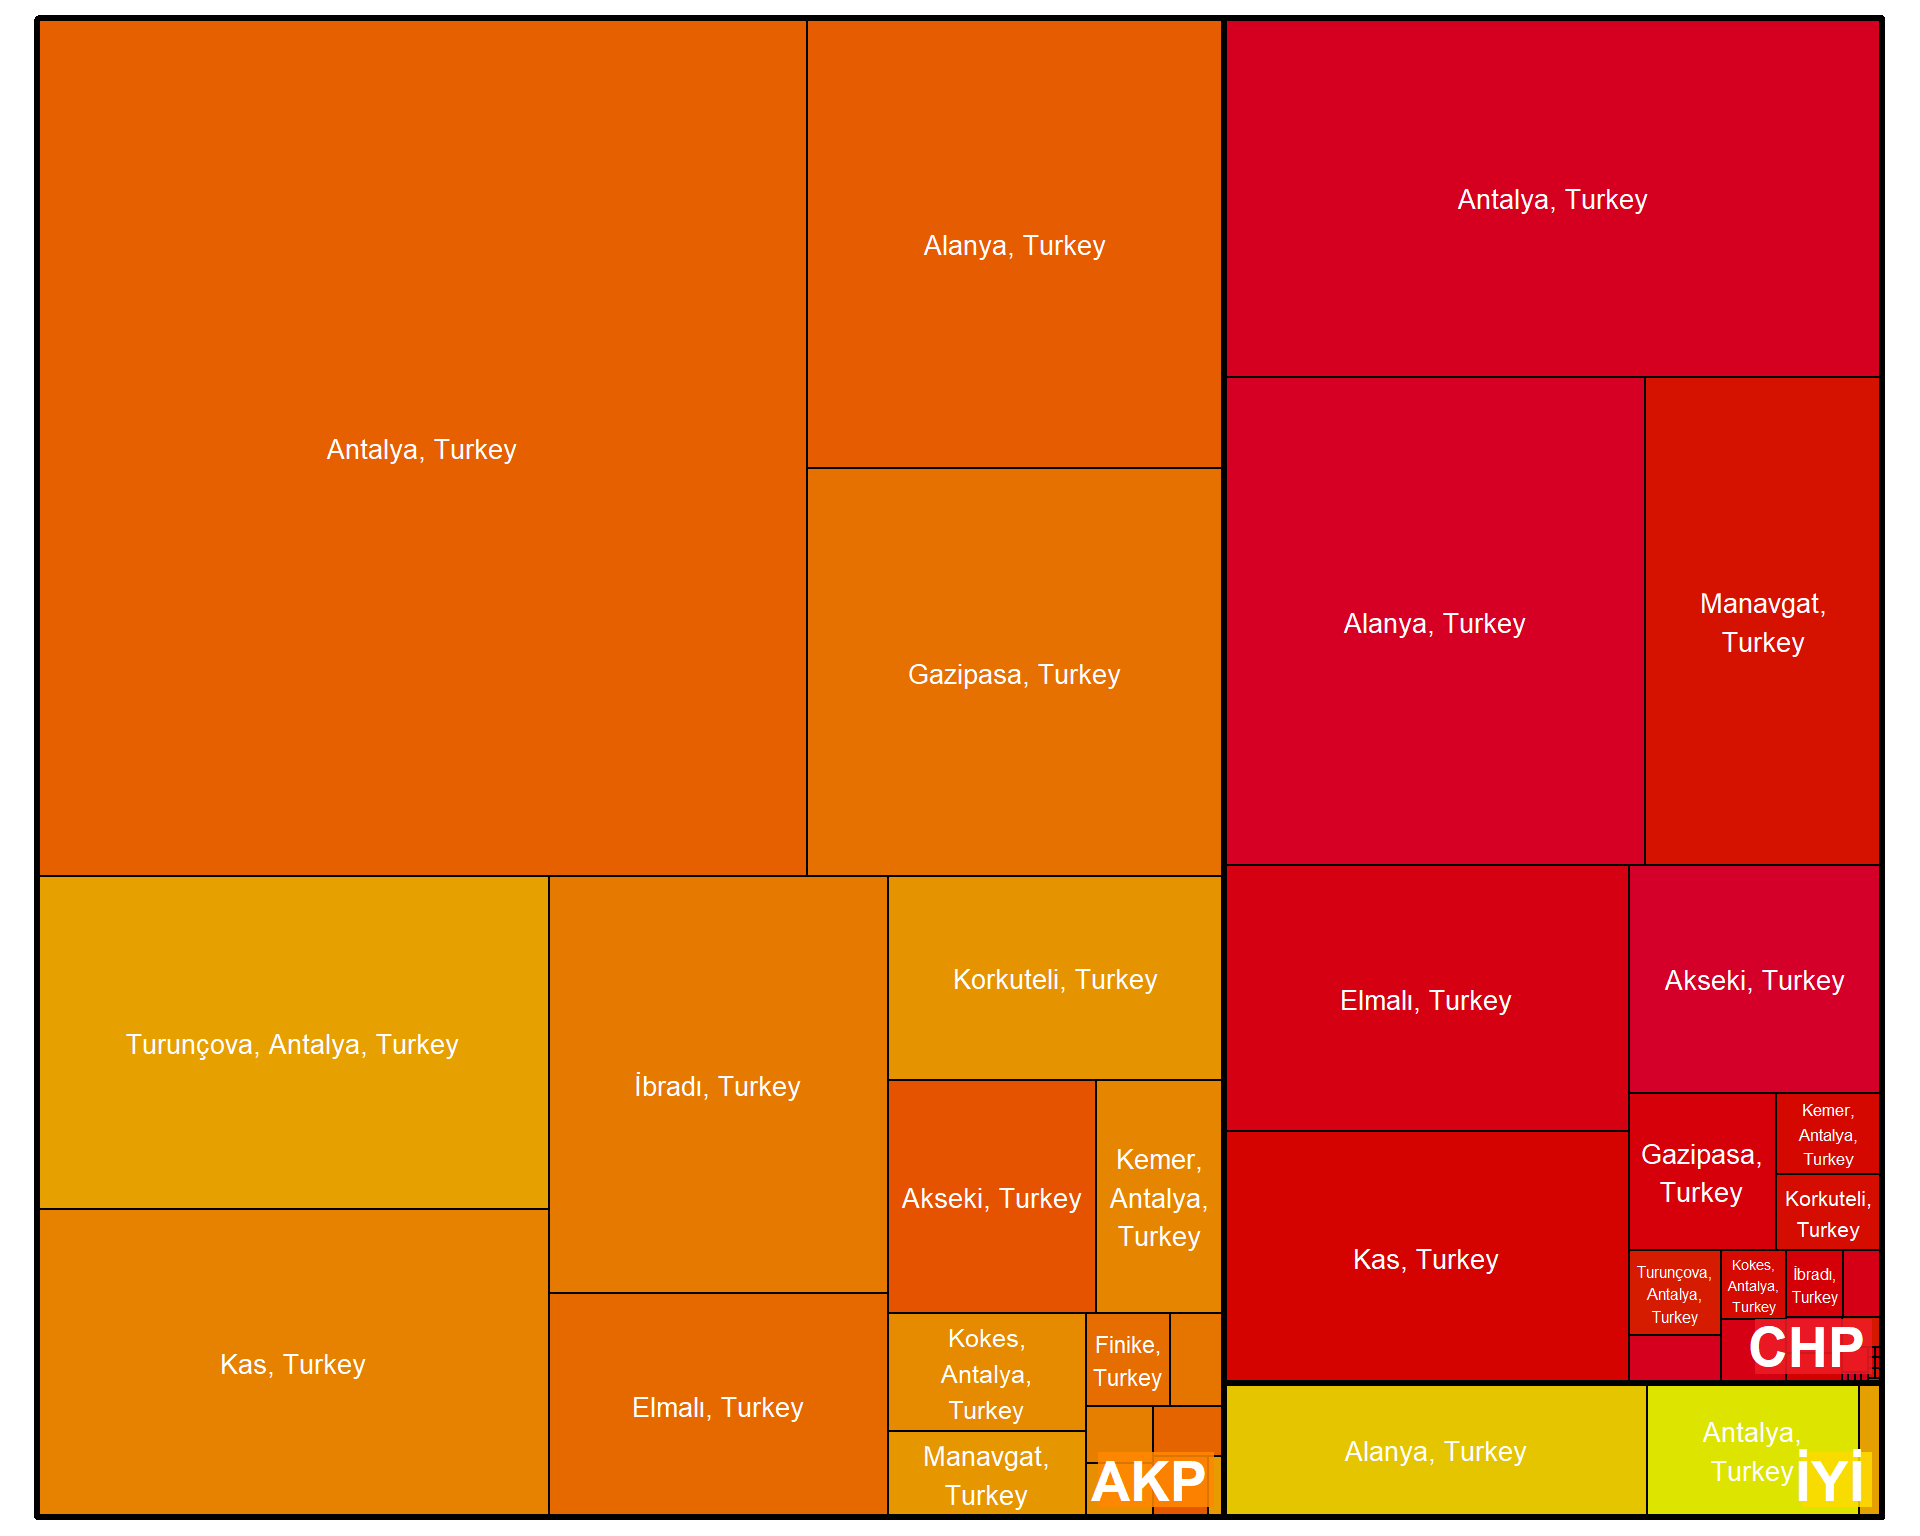 Antalya, Turkey
Alanya, Turkey
Gazipasa, Turkey
Turunçova, Antalya, Turkey
Kas, Turkey
İbradı, Turkey
Elmalı, Turkey
Korkuteli, Turkey
Akseki, Turkey
Kemer,
Antalya,
Turkey
Kokes,
Antalya,
Turkey
Manavgat,
Turkey
Finike,
Turkey
AKP
Antalya, Turkey
Alanya, Turkey
Manavgat,
Turkey
Elmalı, Turkey
Kas, Turkey
Akseki, Turkey
Gazipasa,
Turkey
Kemer,
Antalya,
Turkey
Korkuteli,
Turkey
Turunçova,
Antalya,
Turkey
Kokes,
Antalya,
Turkey
İbradı,
Turkey
CHP
Alanya, Turkey
Antalya,
Turkey
İYİ